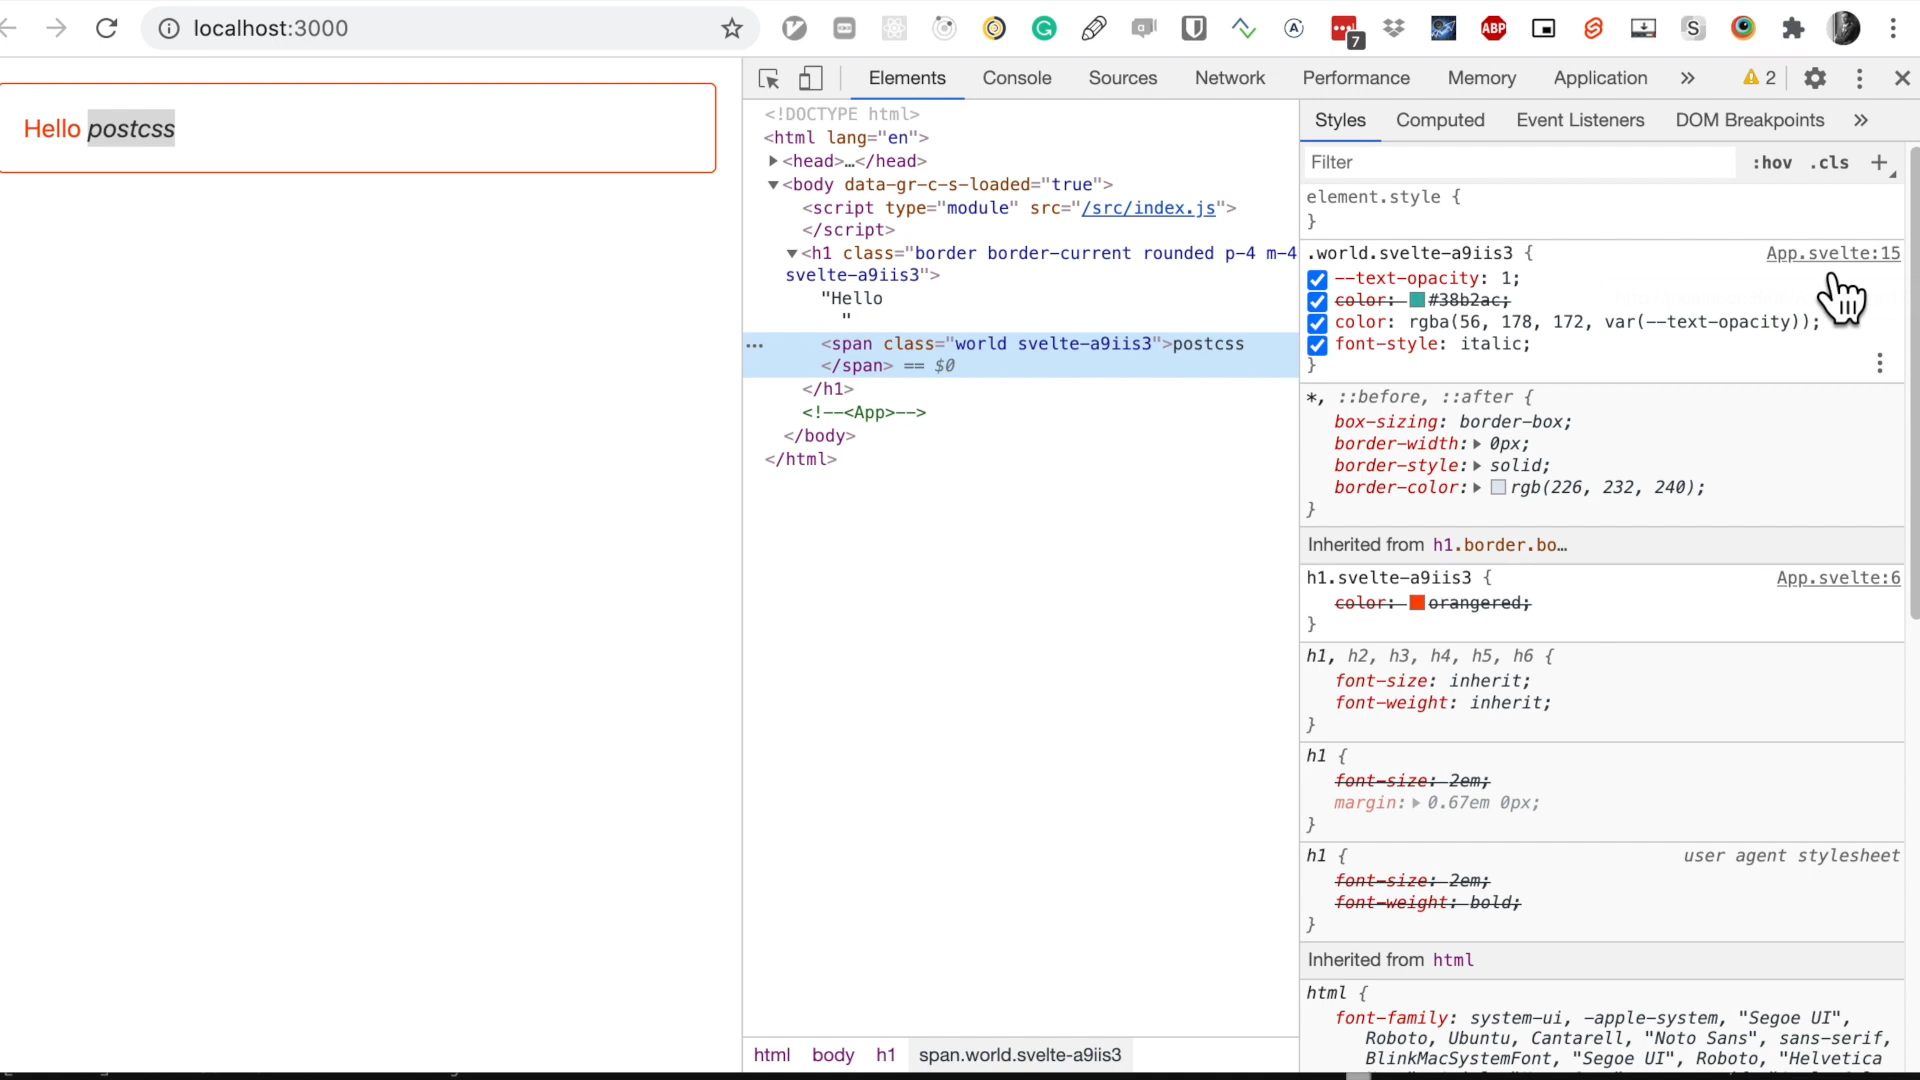 localhost:3000
7
ABP
S
Hello postcss
Elements
Console
Sources
Network
Performance
Memory
Application
»
2
<!DOCTYPE html>
<html lang="en">
<head>…</head>
<body data-gr-c-s-loaded="true">
<script type="module" src="/src/index.js">
</script>
<h1 class="border border-current rounded p-4 m-4
svelte-a9iis3">
"Hello
"
<span class="world svelte-a9iis3">postcss
</span> == $0
</h1>
<!--<App>-->
</body>
</html>
html
body
h1
span.world.svelte-a9iis3
Styles
Computed
Event Listeners
DOM Breakpoints
»
Filter
:hov
.cls
+
element.style {
}
.world.svelte-a9iis3 {
App.svelte:15
--text-opacity: 1;
color: #38b2ac;
color: rgba(56, 178, 172, var(--text-opacity));
font-style: italic;
}
*, ::before, ::after {
box-sizing: border-box;
border-width: 0px;
border-style: solid;
border-color: rgb(226, 232, 240);
}
Inherited from h1.border.bo…
h1.svelte-a9iis3 {
App.svelte:6
color: orangered;
}
h1, h2, h3, h4, h5, h6 {
font-size: inherit;
font-weight: inherit;
}
h1 {
font-size: 2em;
margin: 0.67em 0px;
}
h1 {
user agent stylesheet
font-size: 2em;
font-weight: bold;
}
Inherited from html
html {
font-family: system-ui, -apple-system, "Segoe UI",
Roboto, Ubuntu, Cantarell, "Noto Sans", sans-serif,
BlinkMacSystemFont, "Segoe UI", Roboto, "Helvetica